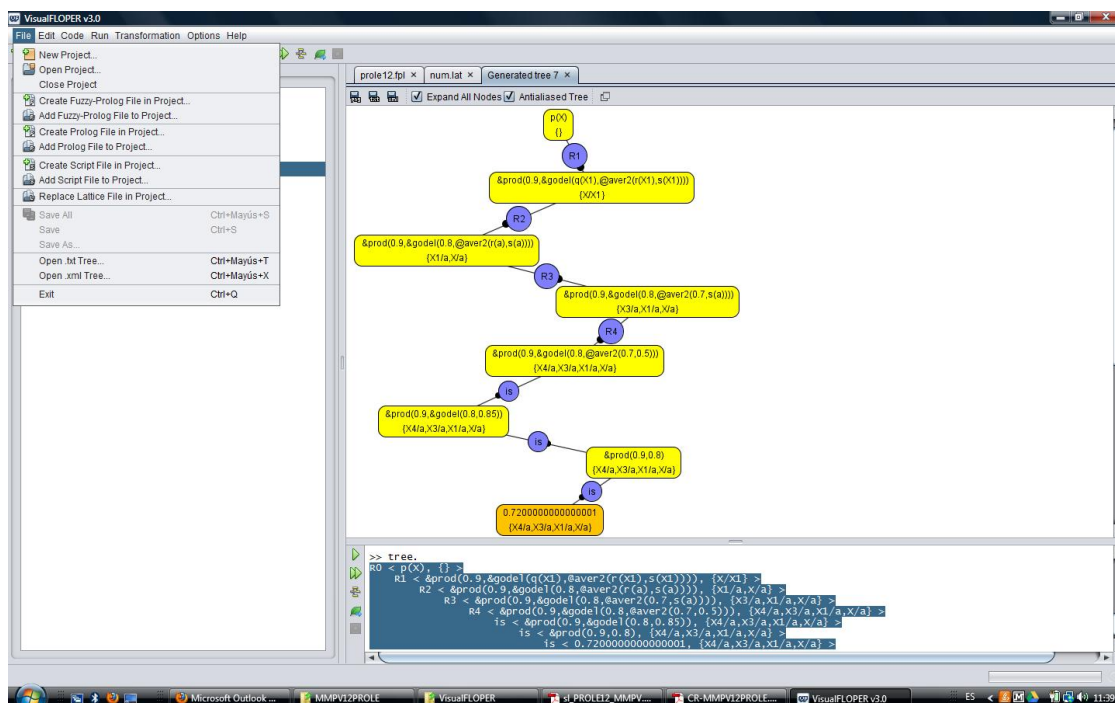 VisualFLOPER v3.0
File Edit Code Run Transformation Options Help
New Project...
Open Project...
Close Project
Create Fuzzy-Prolog File in Project...
Add Fuzzy-Prolog File to Project...
Create Prolog File in Project...
Add Prolog File to Project...
Create Script File in Project...
Add Script File to Project...
Replace Lattice File in Project...
Save All Ctrl+Mayús+S
Save Ctrl+S
Save As...
Open .txt Tree... Ctrl+Mayús+T
Open .xml Tree... Ctrl+Mayús+X
Exit Ctrl+Q
prole12.fpl × num.lat × Generated tree 7 ×
Expand All Nodes Antialiased Tree
p(X)
{}
R1
&prod(0.9,&godel(q(X1),@aver2(r(X1),s(X1))))
{X/X1}
R2
&prod(0.9,&godel(0.8,@aver2(r(a),s(a))))
{X1/a,X/a}
R3
&prod(0.9,&godel(0.8,@aver2(0.7,s(a))))
{X3/a,X1/a,X/a}
R4
&prod(0.9,&godel(0.8,@aver2(0.7,0.5)))
{X4/a,X3/a,X1/a,X/a}
is
&prod(0.9,&godel(0.8,0.85))
{X4/a,X3/a,X1/a,X/a}
is
&prod(0.9,0.8)
{X4/a,X3/a,X1/a,X/a}
is
0.7200000000000001
{X4/a,X3/a,X1/a,X/a}
>> tree.
R0 < p(X), {} >
R1 < &prod(0.9,&godel(q(X1),@aver2(r(X1),s(X1)))), {X/X1} >
R2 < &prod(0.9,&godel(0.8,@aver2(r(a),s(a)))), {X1/a,X/a} >
R3 < &prod(0.9,&godel(0.8,@aver2(0.7,s(a)))), {X3/a,X1/a,X/a} >
R4 < &prod(0.9,&godel(0.8,@aver2(0.7,0.5))), {X4/a,X3/a,X1/a,X/a} >
is < &prod(0.9,&godel(0.8,0.85)), {X4/a,X3/a,X1/a,X/a} >
is < &prod(0.9,0.8), {X4/a,X3/a,X1/a,X/a} >
is < 0.7200000000000001, {X4/a,X3/a,X1/a,X/a} >
Microsoft Outlook ... MMPV12PROLE VisualFLOPER sl_PROLE12_MMPV.... CR-MMPV12PROLE.... VisualFLOPER v3.0 ES 11:39